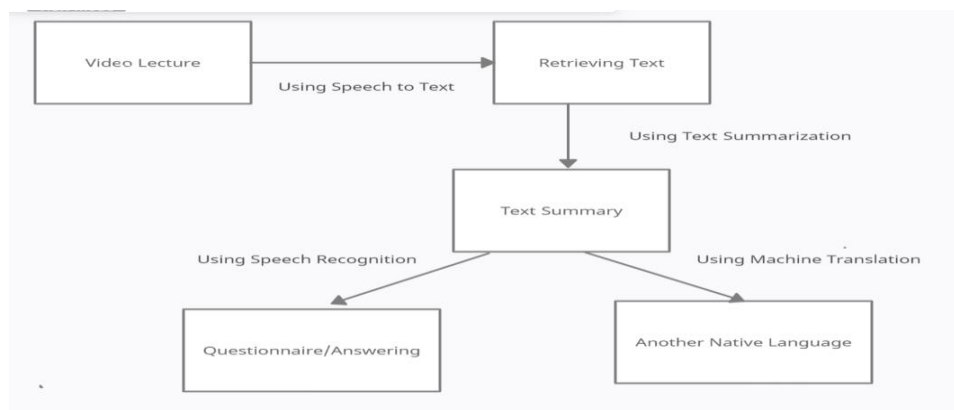 Video Lecture
Retrieving Text
Using Speech to Text
Using Text Summarization
Text Summary
Using Speech Recognition
Using Machine Translation
Questionnaire/Answering
Another Native Language